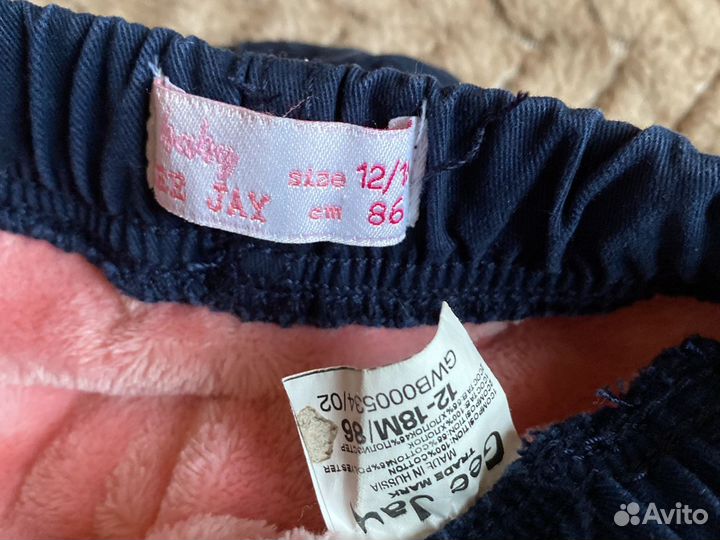 baby size 12/1
EE JAY cm 86
Gee Jay
TRADE MARK
MADE IN RUSSIA
100%COTTON
12-18M/86
GWB000534/02
Avito